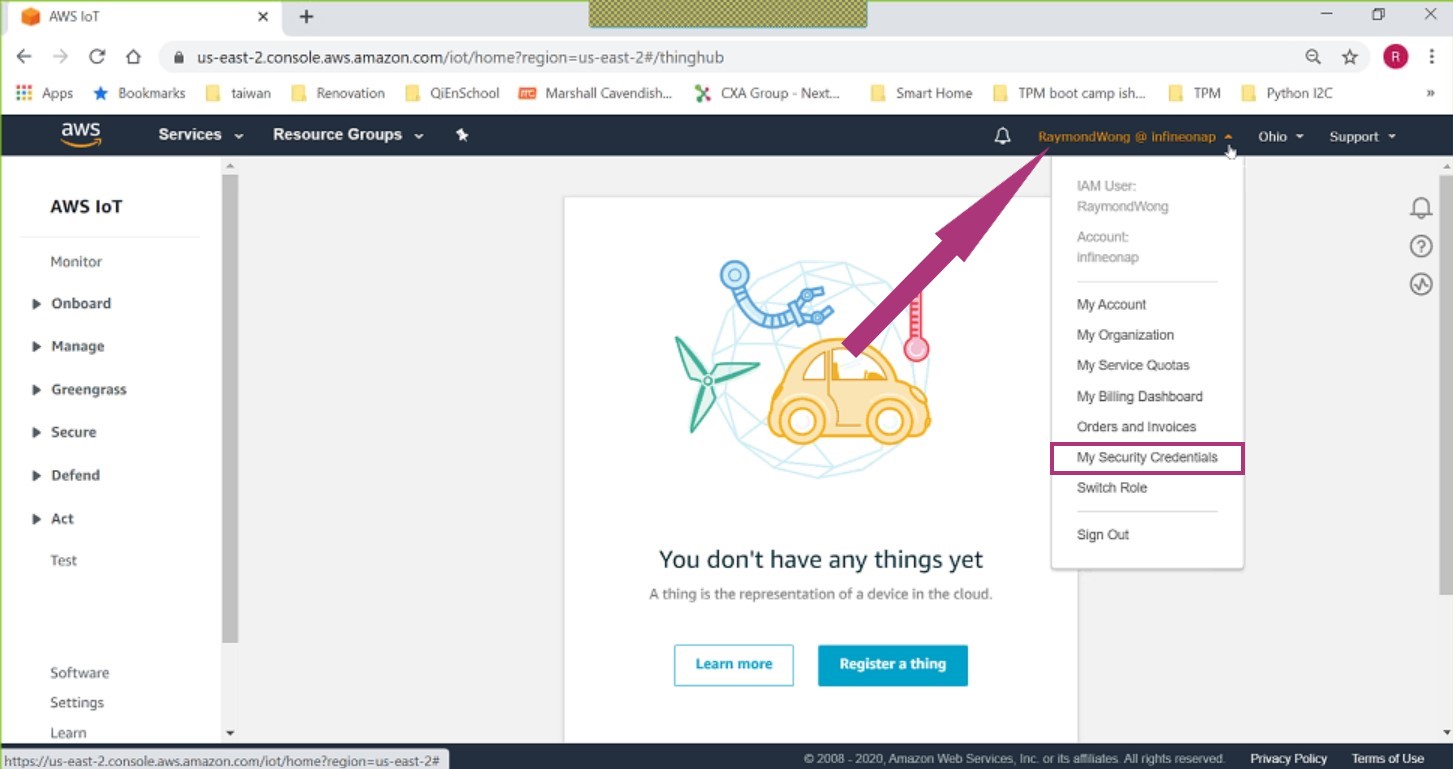 AWS IoT
us-east-2.console.aws.amazon.com/iot/home?region=us-east-2#/thinghub
R
Apps Bookmarks taiwan Renovation QiEnSchool Marshall Cavendish... CXA Group - Next... Smart Home TPM boot camp ish... TPM Python I2C »
aws Services Resource Groups RaymondWong @ infineonap Ohio Support
AWS IoT
Monitor
Onboard
Manage
Greengrass
Secure
Defend
Act
Test
Software
Settings
Learn
IAM User:
RaymondWong
Account:
infineonap
My Account
My Organization
My Service Quotas
My Billing Dashboard
Orders and Invoices
My Security Credentials
Switch Role
Sign Out
You don't have any things yet
A thing is the representation of a device in the cloud.
Learn more Register a thing
https://us-east-2.console.aws.amazon.com/iot/home?region=us-east-2#
© 2008 - 2020, Amazon Web Services, Inc. or its affiliates. All rights reserved. Privacy Policy Terms of Use